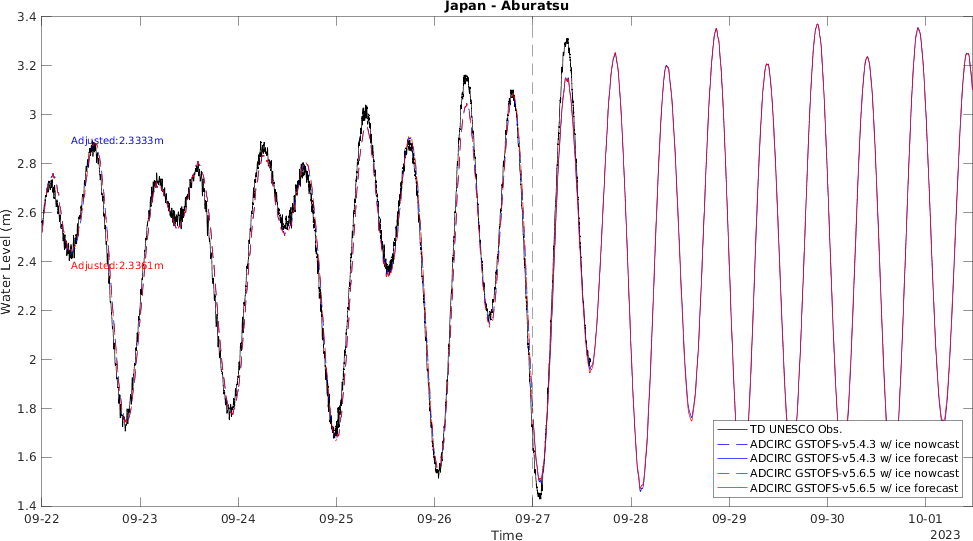 Japan - Aburatsu
3.4
3.2
3
2.8
2.6
2.4
2.2
2
1.8
1.6
1.4
Water Level (m)
Adjusted:2.3333m
Adjusted:2.3361m
TD UNESCO Obs.
ADCIRC GSTOFS-v5.4.3 w/ ice nowcast
ADCIRC GSTOFS-v5.4.3 w/ ice forecast
ADCIRC GSTOFS-v5.6.5 w/ ice nowcast
ADCIRC GSTOFS-v5.6.5 w/ ice forecast
09-22 09-23 09-24 09-25 09-26 09-27 09-28 09-29 09-30 10-01
Time
2023